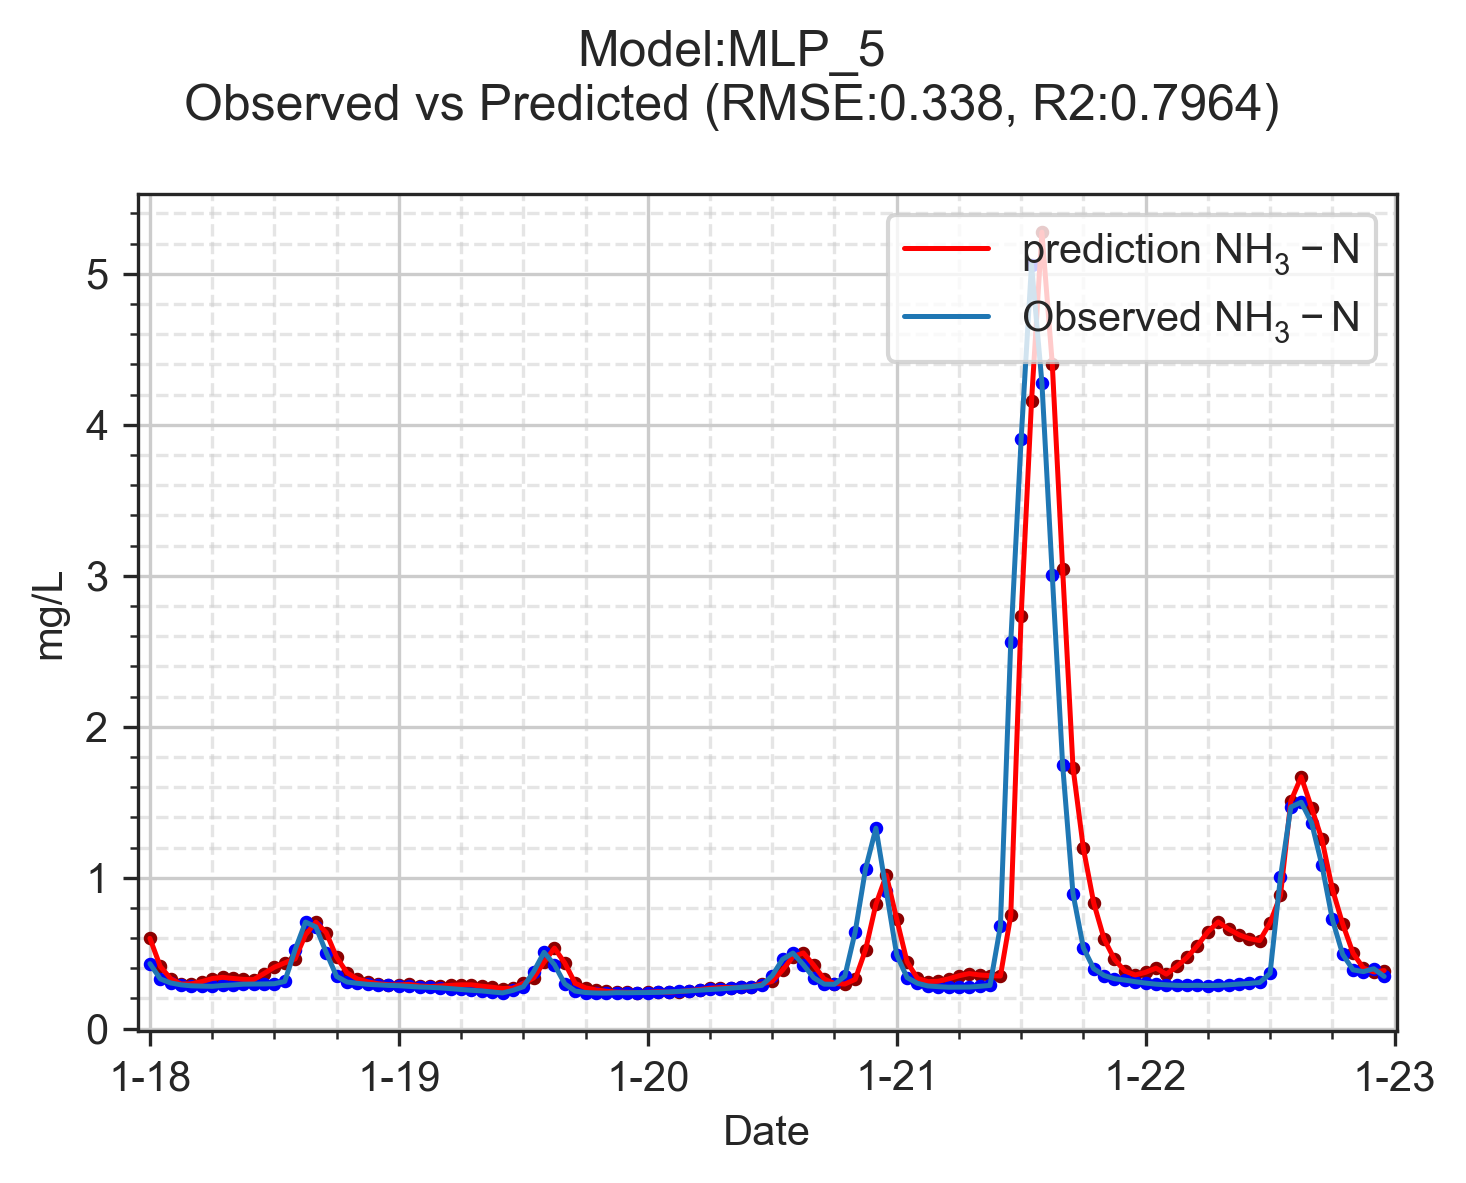 Model:MLP_5
Observed vs Predicted (RMSE:0.338, R2:0.7964)
prediction NH₃ − N
Observed NH₃ − N
mg/L
5
4
3
2
1
0
1-18 1-19 1-20 1-21 1-22 1-23
Date